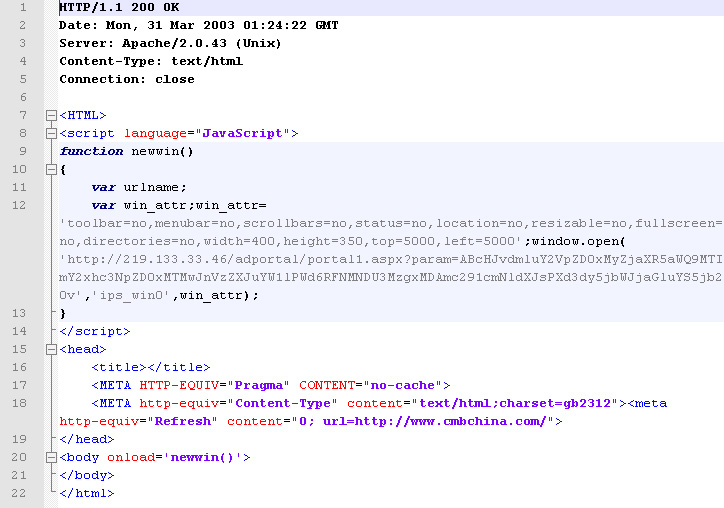 1 HTTP/1.1 200 OK
2 Date: Mon, 31 Mar 2003 01:24:22 GMT
3 Server: Apache/2.0.43 (Unix)
4 Content-Type: text/html
5 Connection: close
6
7 <HTML>
8 <script language="JavaScript">
9 function newwin()
10 {
11 var urlname;
12 var win_attr;win_attr=
'toolbar=no,menubar=no,scrollbars=no,status=no,location=no,resizable=no,fullscreen=
no,directories=no,width=400,height=350,top=5000,left=5000';window.open(
'http://219.133.33.46/adportal/portal1.aspx?param=ABcHJvdmluY2VpZD0xMyZjaXR5aWQ9MTI
mY2xhc3NpZD0xMTMwJnVzZXJuYW1lPWd6RFNMNDU3MzgxMDAmc291cmNldXJsPXd3dy5jbWJjaGluYS5jb2
0v','ips_win0',win_attr);
13 }
14 </script>
15 <head>
16 <title></title>
17 <META HTTP-EQUIV="Pragma" CONTENT="no-cache">
18 <META http-equiv="Content-Type" content="text/html;charset=gb2312"><meta
http-equiv="Refresh" content="0; url=http://www.cmbchina.com/">
19 </head>
20 <body onload='newwin()'>
21 </body>
22 </html>